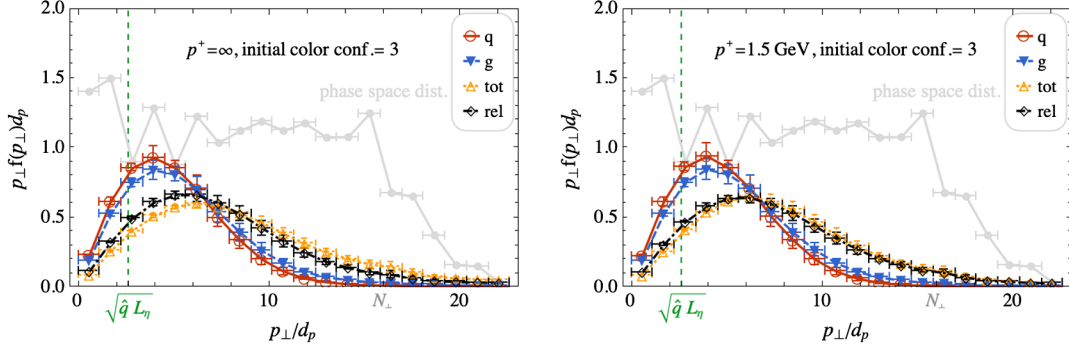 2.0
1.5
1.0
0.5
0.0
p⊥f(p⊥)dp
p⁺=∞, initial color conf.= 3
phase space dist.
q
g
tot
rel
0
10
20
√q̂ Lη
N⊥
p⊥/dp
2.0
1.5
1.0
0.5
0.0
p⊥f(p⊥)dp
p⁺=1.5 GeV, initial color conf.= 3
phase space dist.
q
g
tot
rel
0
10
20
√q̂ Lη
N⊥
p⊥/dp